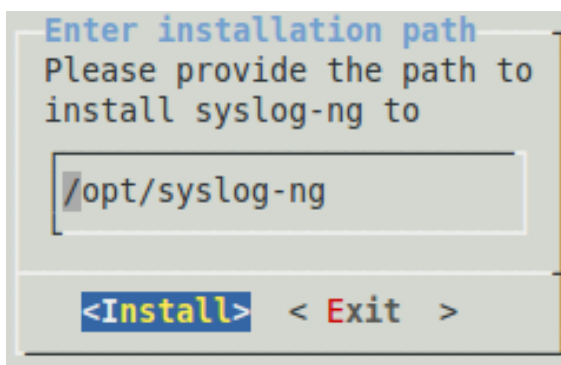 Enter installation path
Please provide the path to
install syslog-ng to
/opt/syslog-ng
<Install> < Exit >